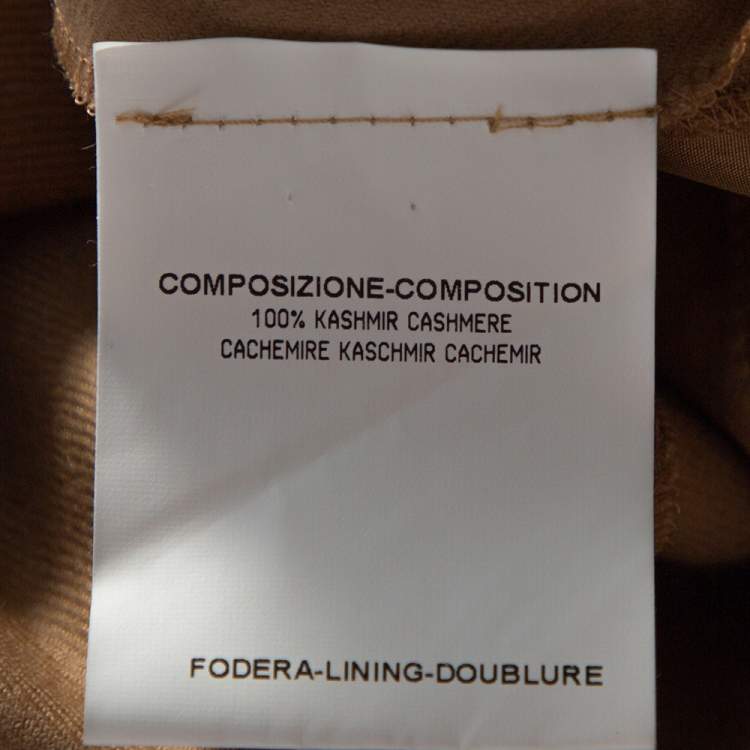 COMPOSIZIONE-COMPOSITION
100% KASHMIR CASHMERE
CACHEMIRE KASCHMIR CACHEMIR
FODERA-LINING-DOUBLURE